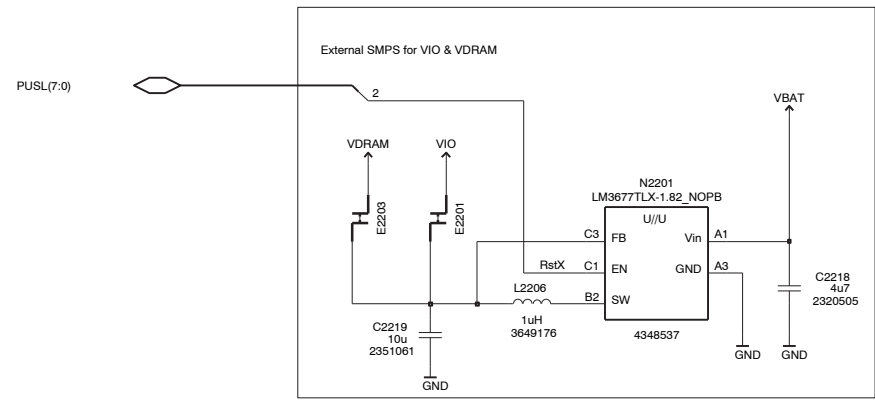 External SMPS for VIO & VDRAM
PUSL(7:0)
2
VBAT
VDRAM
VIO
N2201
LM3677TLX-1.82_NOPB
U//U
E2203
E2201
C3
FB
Vin
A1
RstX
C1
EN
GND
A3
L2206
B2
SW
C2218
4u7
2320505
1uH
3649176
C2219
10u
2351061
4348537
GND
GND
GND